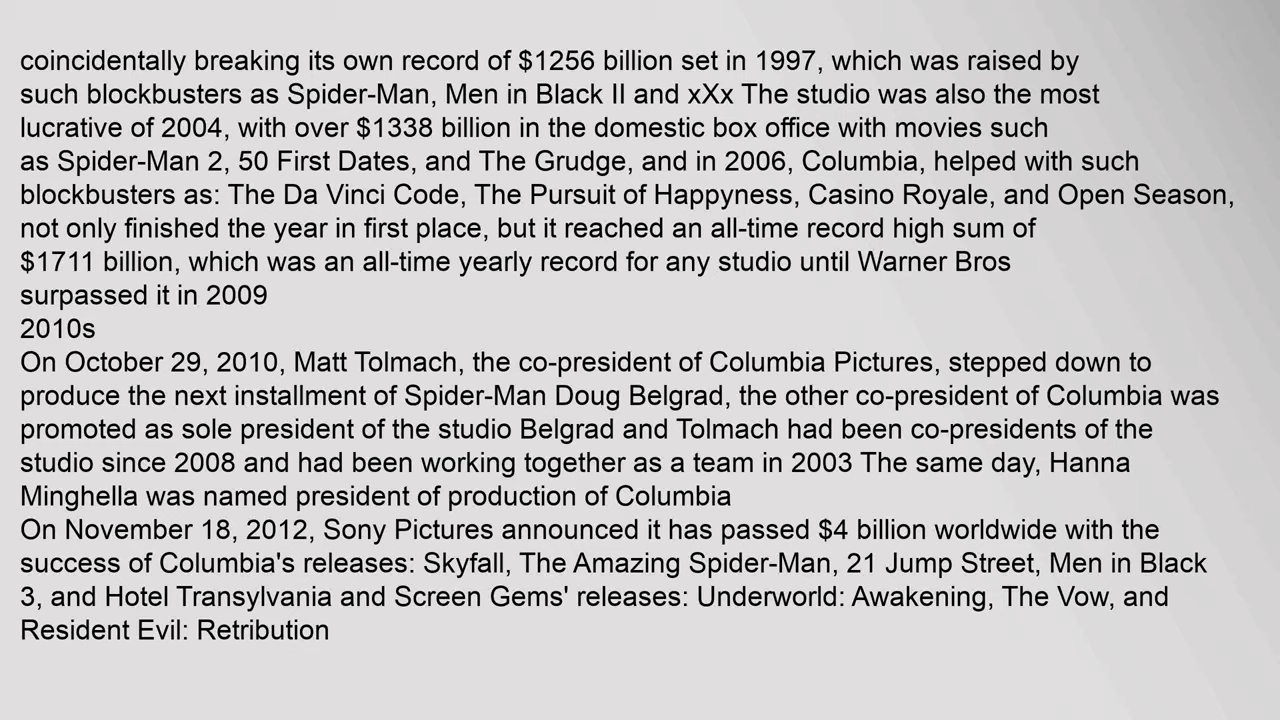 coincidentally breaking its own record of $1256 billion set in 1997, which was raised by
such blockbusters as Spider-Man, Men in Black II and xXx The studio was also the most
lucrative of 2004, with over $1338 billion in the domestic box office with movies such
as Spider-Man 2, 50 First Dates, and The Grudge, and in 2006, Columbia, helped with such
blockbusters as: The Da Vinci Code, The Pursuit of Happyness, Casino Royale, and Open Season,
not only finished the year in first place, but it reached an all-time record high sum of
$1711 billion, which was an all-time yearly record for any studio until Warner Bros
surpassed it in 2009
2010s
On October 29, 2010, Matt Tolmach, the co-president of Columbia Pictures, stepped down to
produce the next installment of Spider-Man Doug Belgrad, the other co-president of Columbia was
promoted as sole president of the studio Belgrad and Tolmach had been co-presidents of the
studio since 2008 and had been working together as a team in 2003 The same day, Hanna
Minghella was named president of production of Columbia
On November 18, 2012, Sony Pictures announced it has passed $4 billion worldwide with the
success of Columbia's releases: Skyfall, The Amazing Spider-Man, 21 Jump Street, Men in Black
3, and Hotel Transylvania and Screen Gems' releases: Underworld: Awakening, The Vow, and
Resident Evil: Retribution